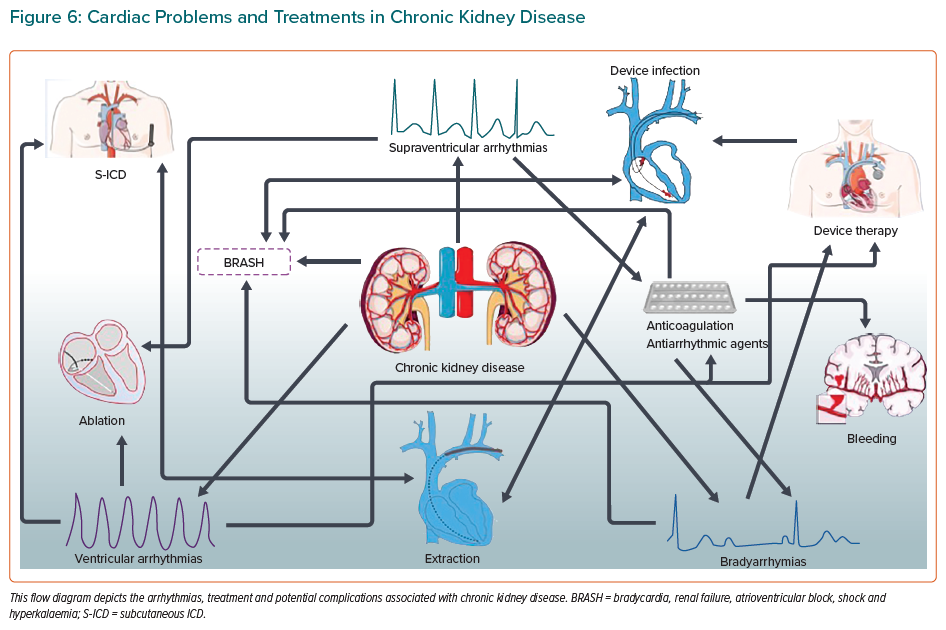 Figure 6: Cardiac Problems and Treatments in Chronic Kidney Disease
Device infection
Supraventricular arrhythmias
S-ICD
Device therapy
BRASH
Anticoagulation
Antiarrhythmic agents
Chronic kidney disease
Ablation
Bleeding
Ventricular arrhythmias
Extraction
Bradyarrhymias
This flow diagram depicts the arrhythmias, treatment and potential complications associated with chronic kidney disease. BRASH = bradycardia, renal failure, atrioventricular block, shock and
hyperkalaemia; S-ICD = subcutaneous ICD.